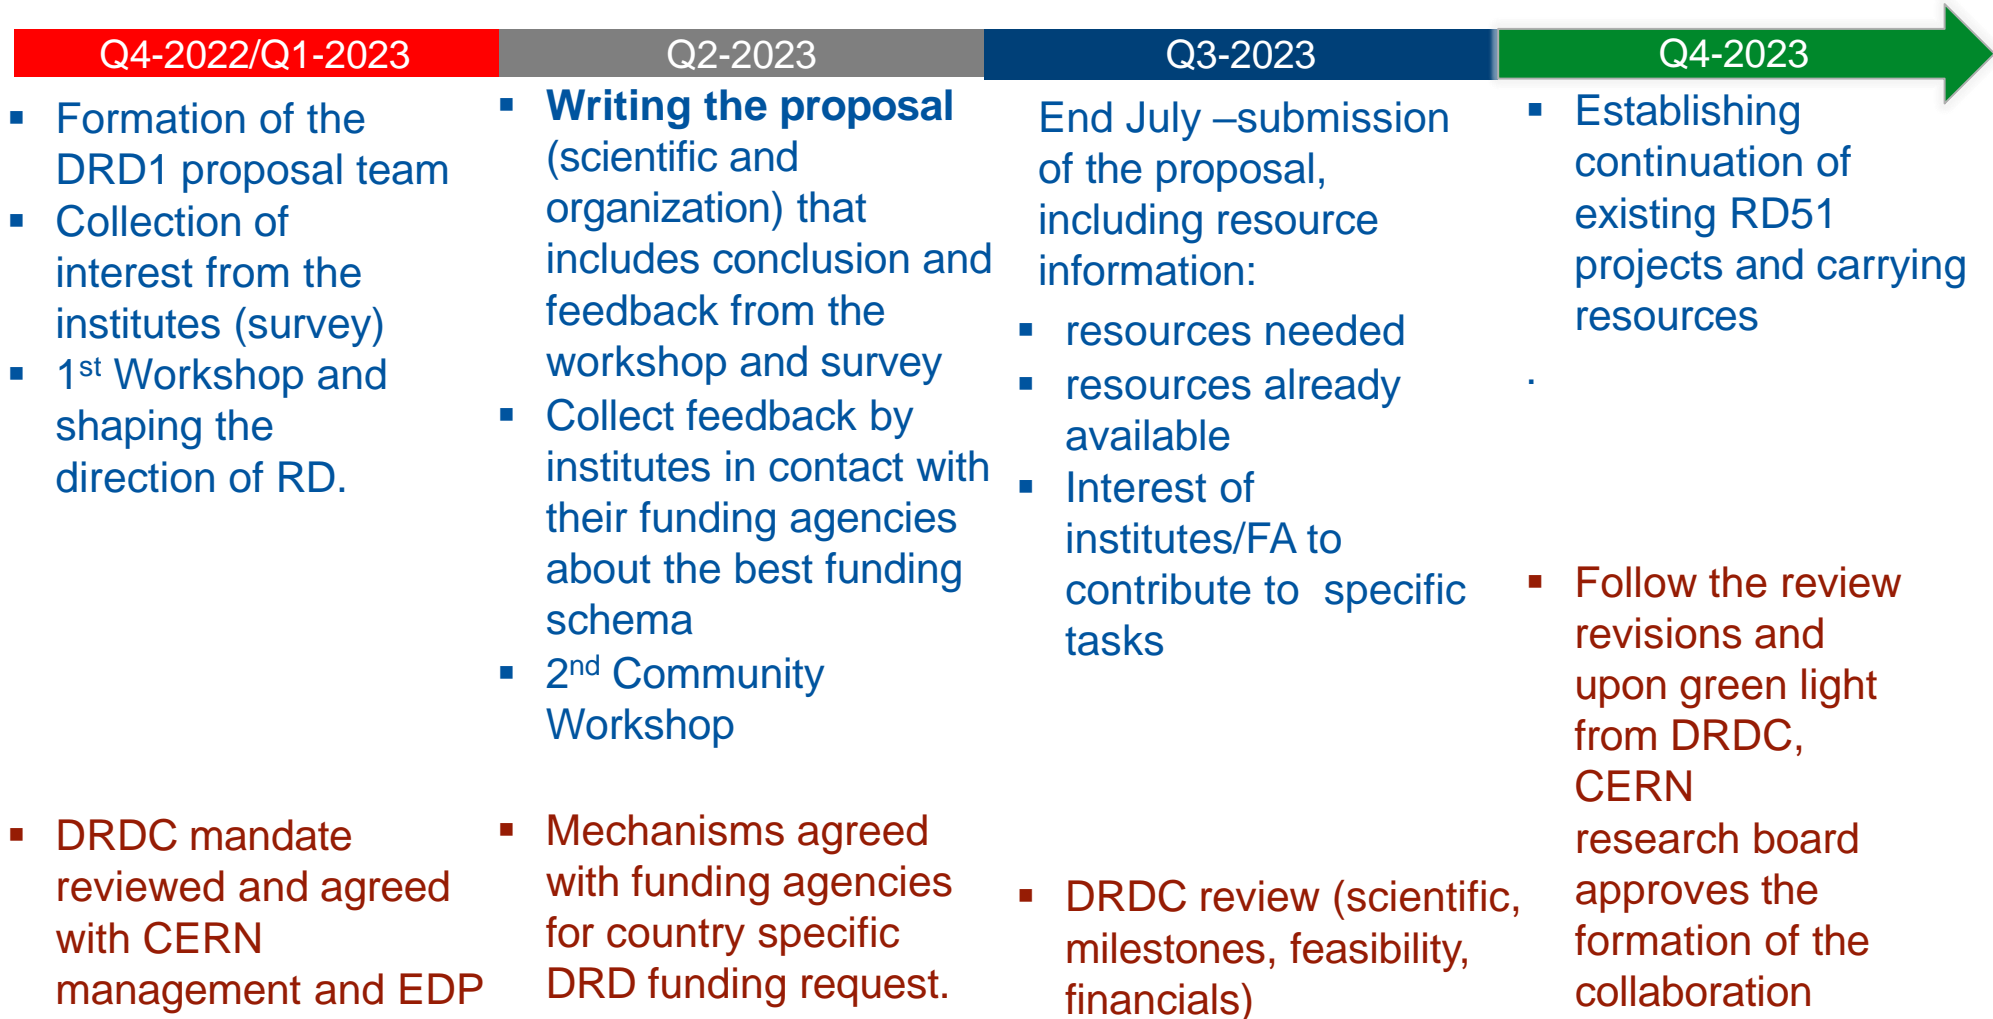 Q4-2022/Q1-2023
▪ Formation of the
DRD1 proposal team
▪ Collection of
interest from the
institutes (survey)
▪ 1st Workshop and
shaping the
direction of RD.
▪ DRDC mandate
reviewed and agreed
with CERN
management and EDP
Q2-2023
▪ Writing the proposal
(scientific and
organization) that
includes conclusion and
feedback from the
workshop and survey
▪ Collect feedback by
institutes in contact with
their funding agencies
about the best funding
schema
▪ 2nd Community
Workshop
▪ Mechanisms agreed
with funding agencies
for country specific
DRD funding request.
Q3-2023
End July –submission
of the proposal,
including resource
information:
▪ resources needed
▪ resources already
available
▪ Interest of
institutes/FA to
contribute to specific
tasks
▪ DRDC review (scientific,
milestones, feasibility,
financials)
Q4-2023
▪ Establishing
continuation of
existing RD51
projects and carrying
resources
.
▪ Follow the review
revisions and
upon green light
from DRDC,
CERN
research board
approves the
formation of the
collaboration